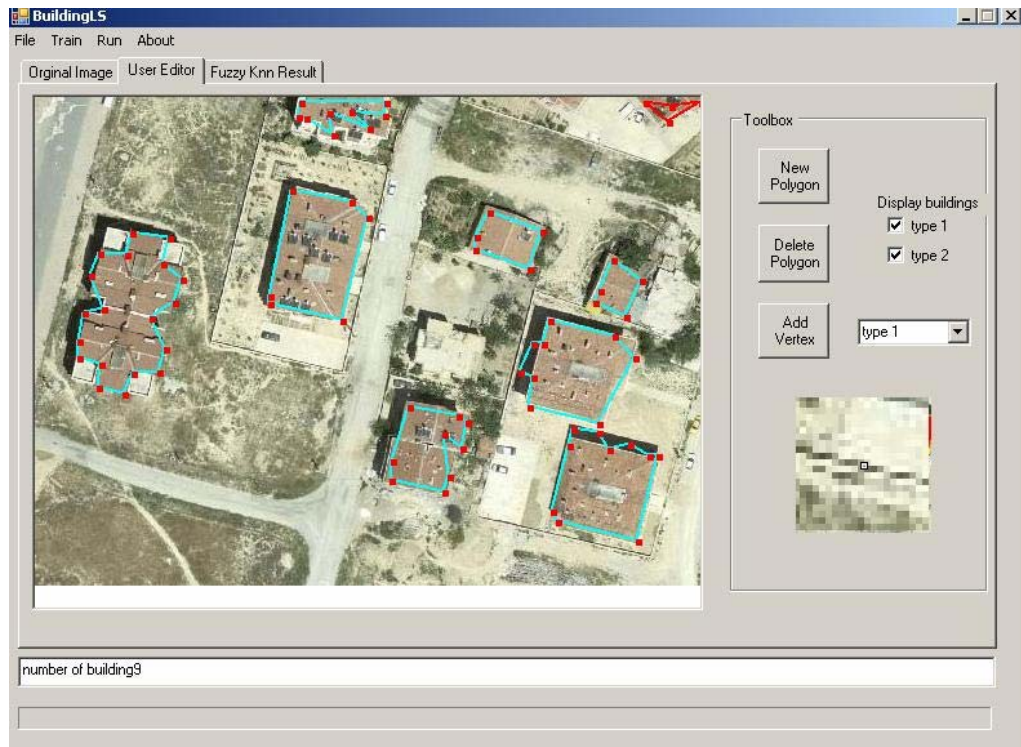 BuildingLS
File Train Run About
Orginal Image User Editor Fuzzy Knn Result
Toolbox
New
Polygon
Display buildings
type 1
Delete
Polygon
type 2
Add
Vertex
type 1
number of building9